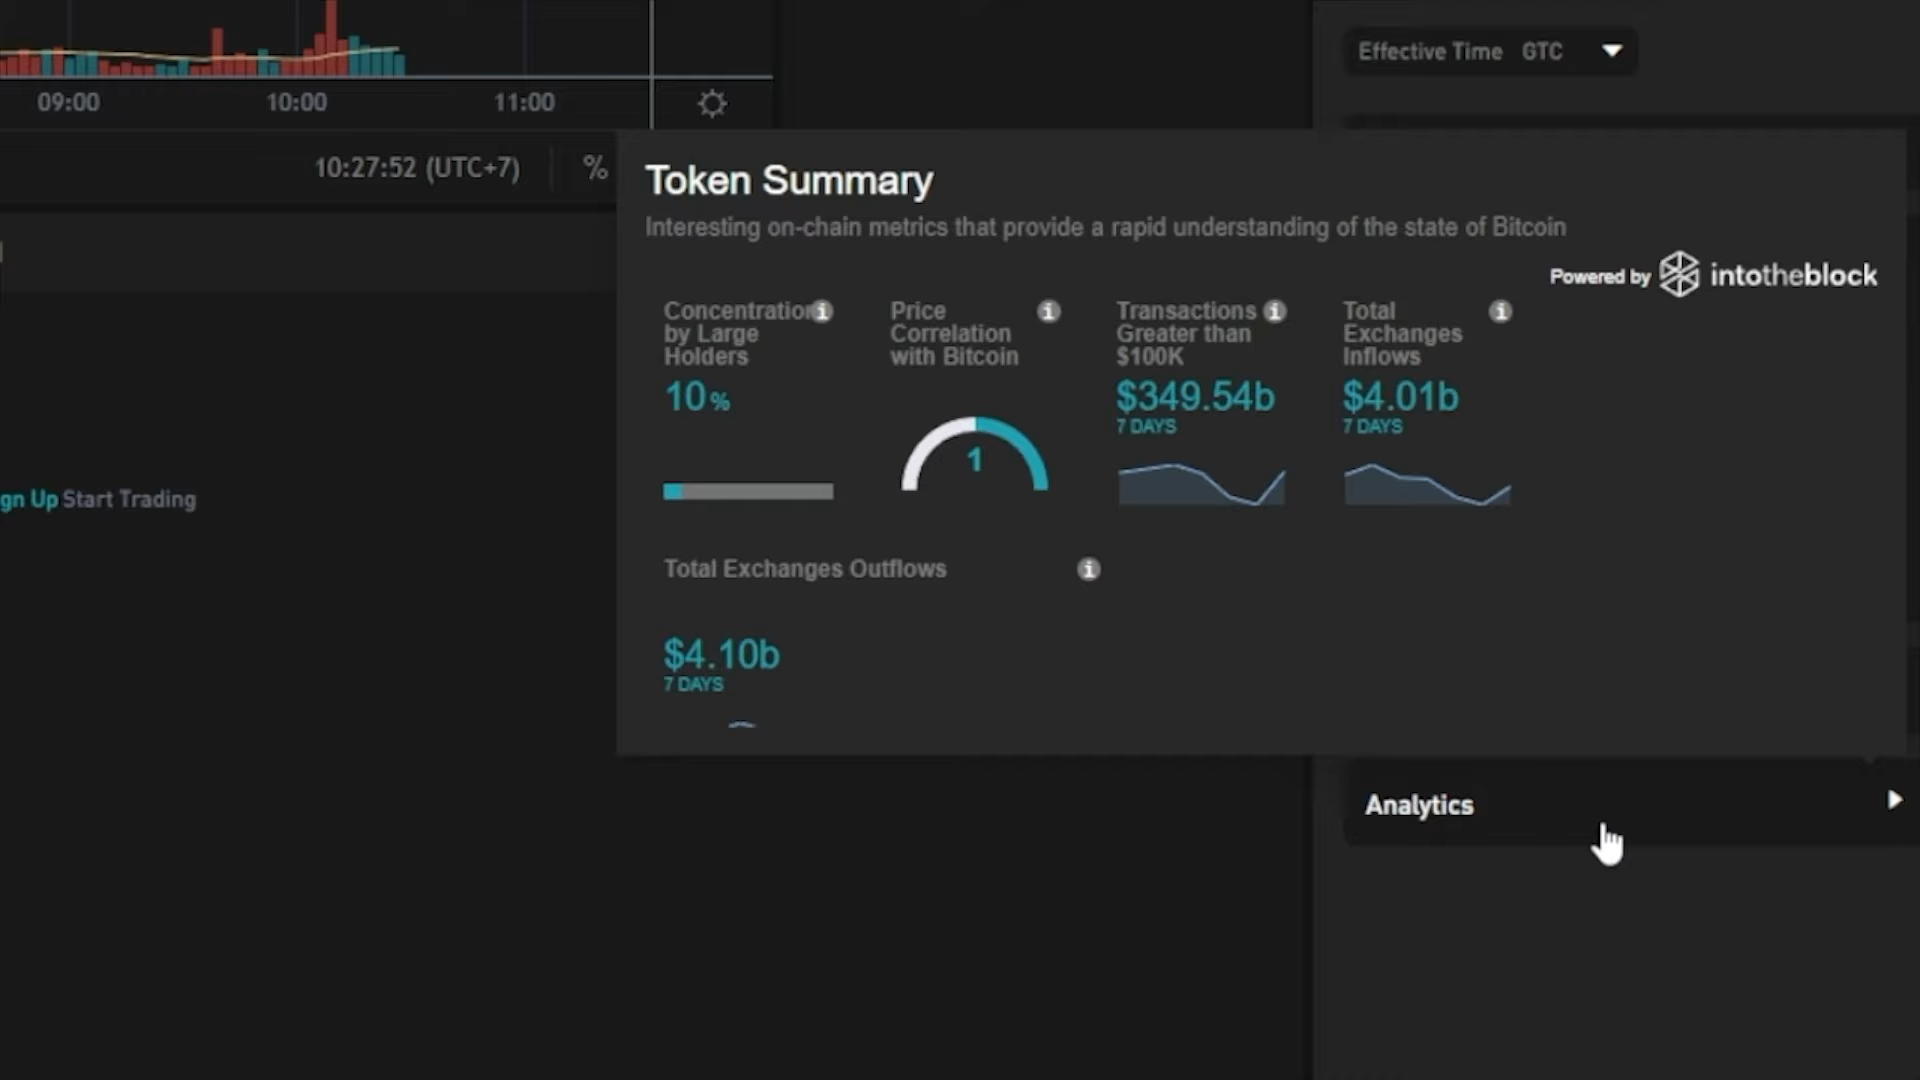 Effective Time GTC
09:00 10:00 11:00
10:27:52 (UTC+7) %
Token Summary
Interesting on-chain metrics that provide a rapid understanding of the state of Bitcoin
Powered by intotheblock
Concentration
by Large
Holders
10 %
Price
Correlation
with Bitcoin
1
Transactions
Greater than
$100K
$349.54b
7 DAYS
Total
Exchanges
Inflows
$4.01b
7 DAYS
gn Up Start Trading
Total Exchanges Outflows
$4.10b
7 DAYS
Analytics